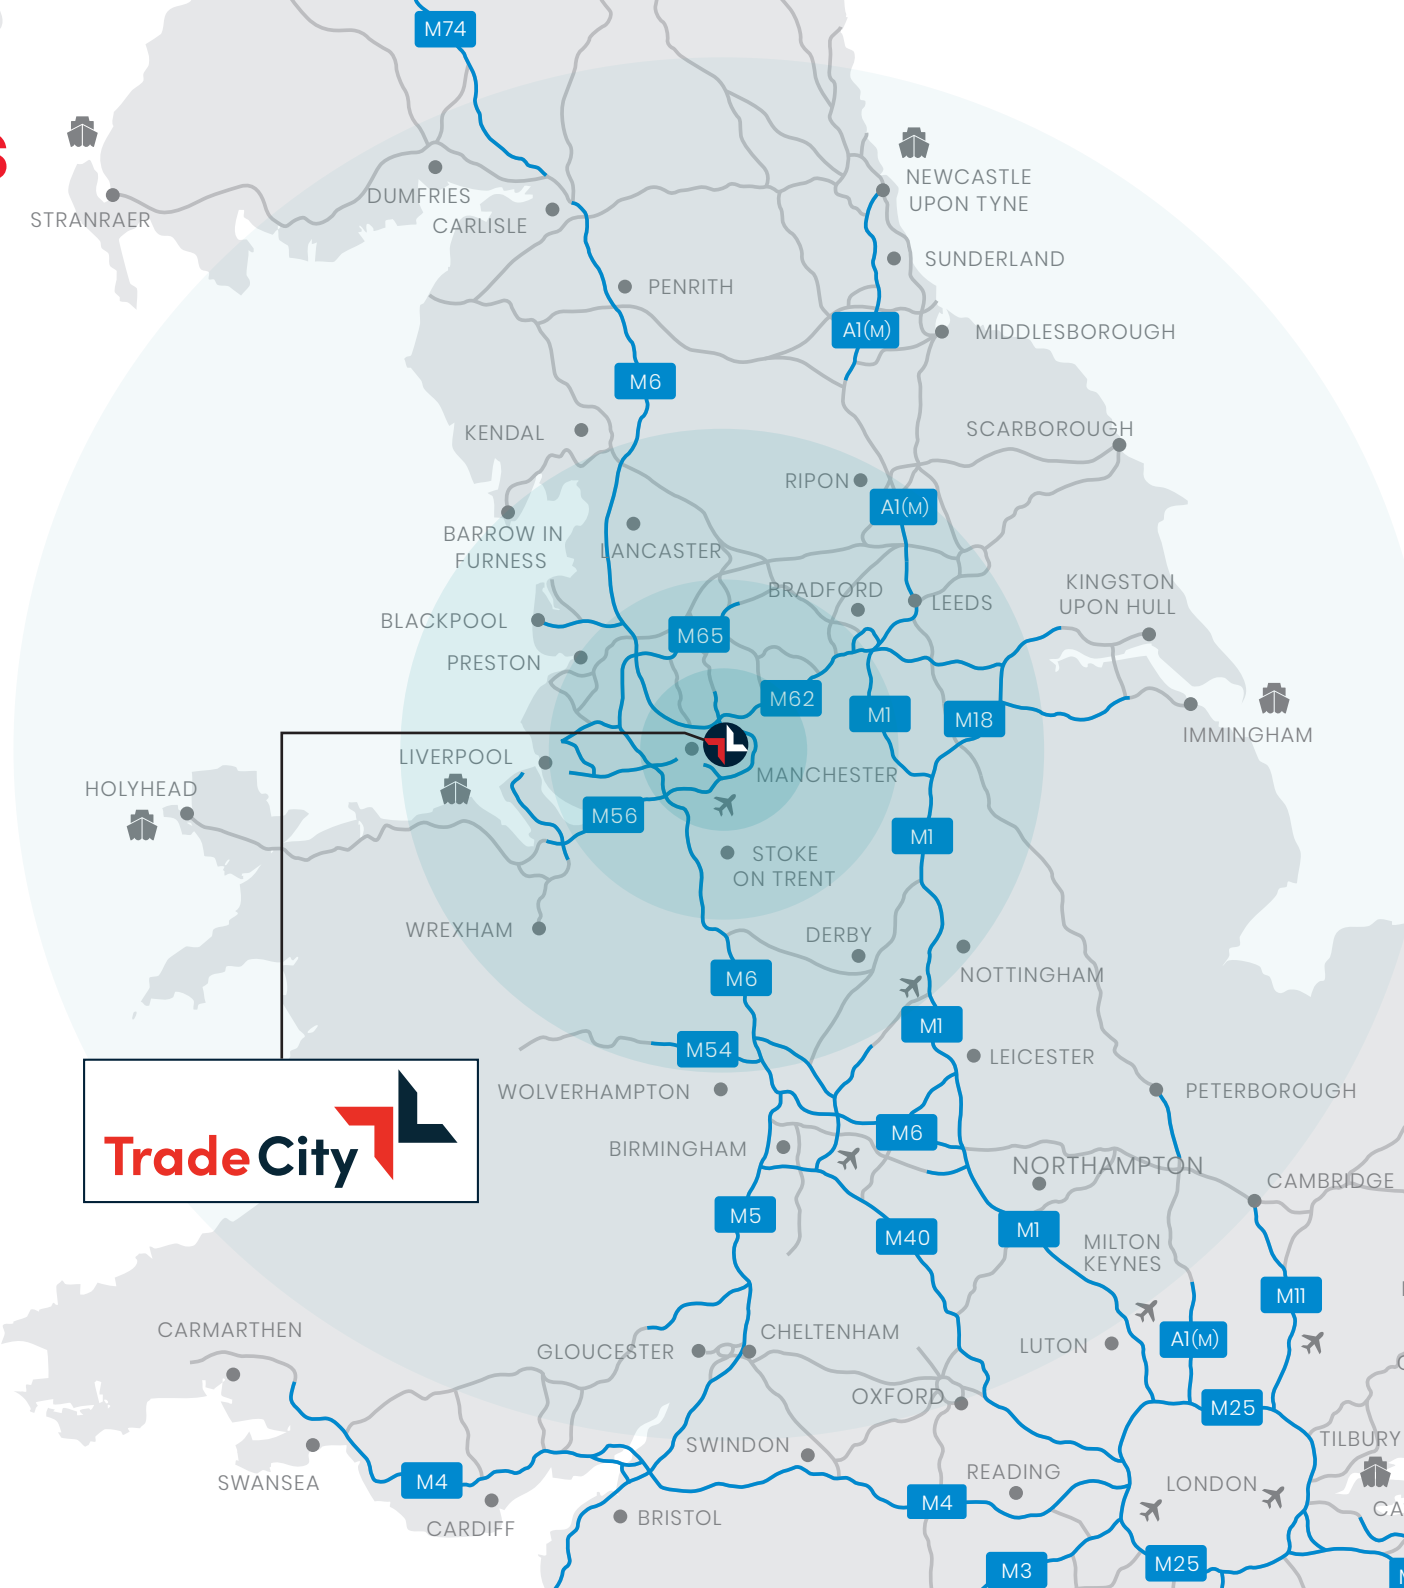 M74
S
STRANRAER
DUMFRIES
CARLISLE
NEWCASTLE
UPON TYNE
SUNDERLAND
PENRITH
A1(M)
MIDDLESBOROUGH
M6
KENDAL
SCARBOROUGH
RIPON
A1(M)
BARROW IN
FURNESS
LANCASTER
BRADFORD
LEEDS
KINGSTON
UPON HULL
BLACKPOOL
M65
PRESTON
M62
M1
M18
IMMINGHAM
LIVERPOOL
MANCHESTER
HOLYHEAD
M56
M1
STOKE
ON TRENT
WREXHAM
DERBY
NOTTINGHAM
M6
M1
M54
LEICESTER
WOLVERHAMPTON
PETERBOROUGH
M6
BIRMINGHAM
TradeCity
NORTHAMPTON
CAMBRIDGE
M5
M40
M1
MILTON
KEYNES
M11
CARMARTHEN
GLOUCESTER
CHELTENHAM
LUTON
A1(M)
OXFORD
M25
SWINDON
TILBURY
SWANSEA
M4
READING
LONDON
M4
CA
CARDIFF
BRISTOL
M3
M25